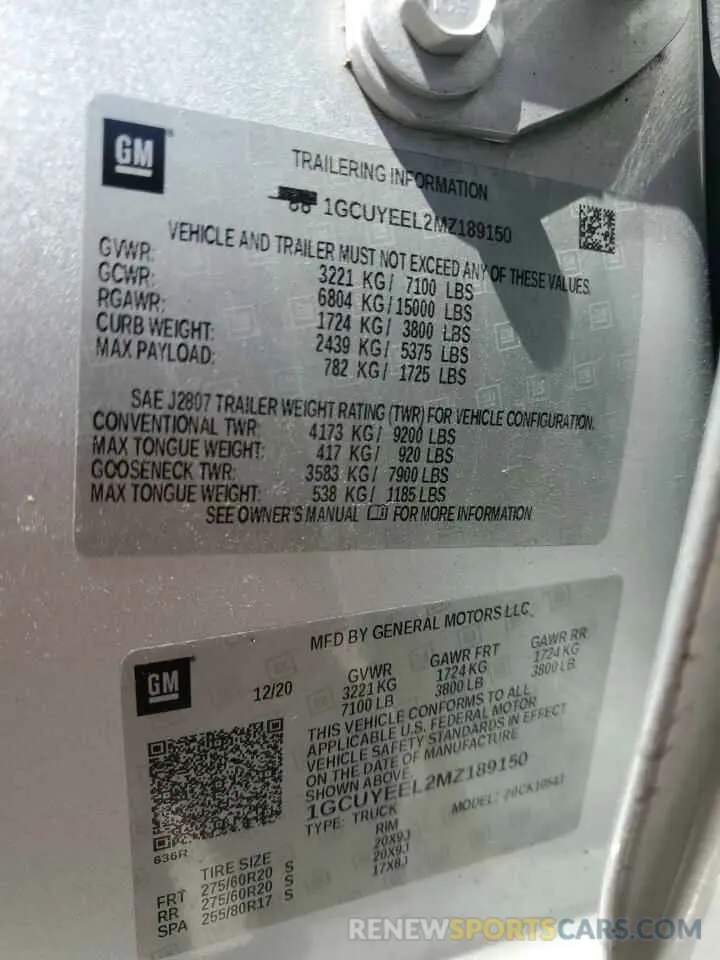 GM
TRAILERING INFORMATION
1GCUYEEL2MZ189150
VEHICLE AND TRAILER MUST NOT EXCEED ANY OF THESE VALUES
GVWR: 3221 KG/ 7100 LBS
GCWR: 6804 KG/15000 LBS
RGAWR: 1724 KG/ 3800 LBS
CURB WEIGHT: 2439 KG/ 5375 LBS
MAX PAYLOAD: 782 KG/ 1725 LBS
SAE J2807 TRAILER WEIGHT RATING (TWR) FOR VEHICLE CONFIGURATION.
CONVENTIONAL TWR: 4173 KG/ 9200 LBS
MAX TONGUE WEIGHT: 417 KG/ 920 LBS
GOOSENECK TWR: 3583 KG/ 7900 LBS
MAX TONGUE WEIGHT: 538 KG/ 1185 LBS
SEE OWNER'S MANUAL FOR MORE INFORMATION
MFD BY GENERAL MOTORS LLC
GM
12/20
GVWR GAWR FRT GAWR RR
3221 KG 1724 KG 1724 KG
7100 LB 3800 LB 3800 LB
THIS VEHICLE CONFORMS TO ALL
APPLICABLE U.S. FEDERAL MOTOR
VEHICLE SAFETY STANDARDS IN EFFECT
ON THE DATE OF MANUFACTURE
SHOWN ABOVE.
1GCUYEEL2MZ189150
TYPE: TRUCK MODEL:
636R
TIRE SIZE RIM
FRT 275/60R20 S 20X9J
RR 275/60R20 S 20X9J
SPA 255/80R17 S 17X8J
RENEWSPORTSCARS.COM